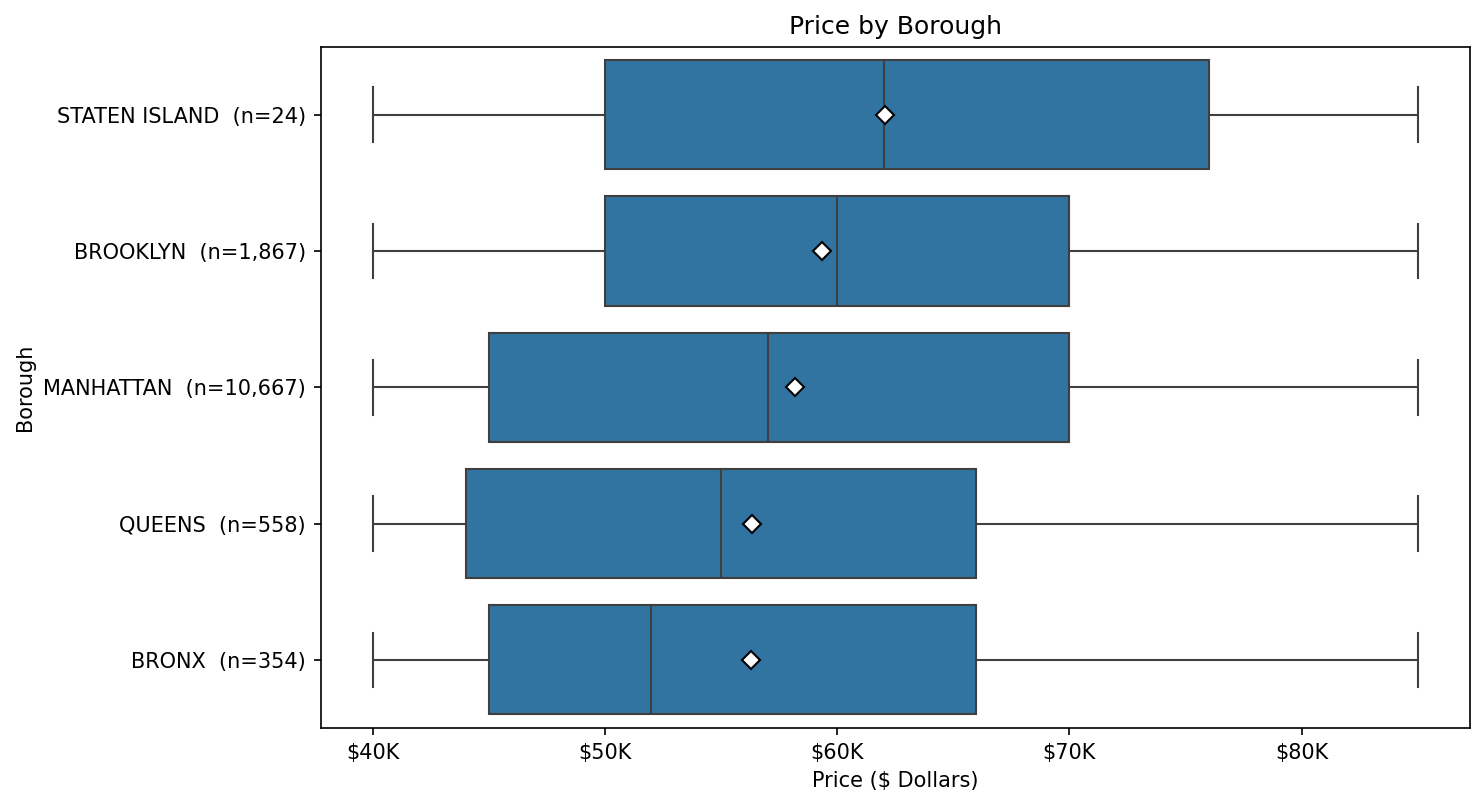 Price by Borough
STATEN ISLAND  (n=24)
BROOKLYN  (n=1,867)
MANHATTAN  (n=10,667)
QUEENS  (n=558)
BRONX  (n=354)
Borough
$40K $50K $60K $70K $80K
Price ($ Dollars)